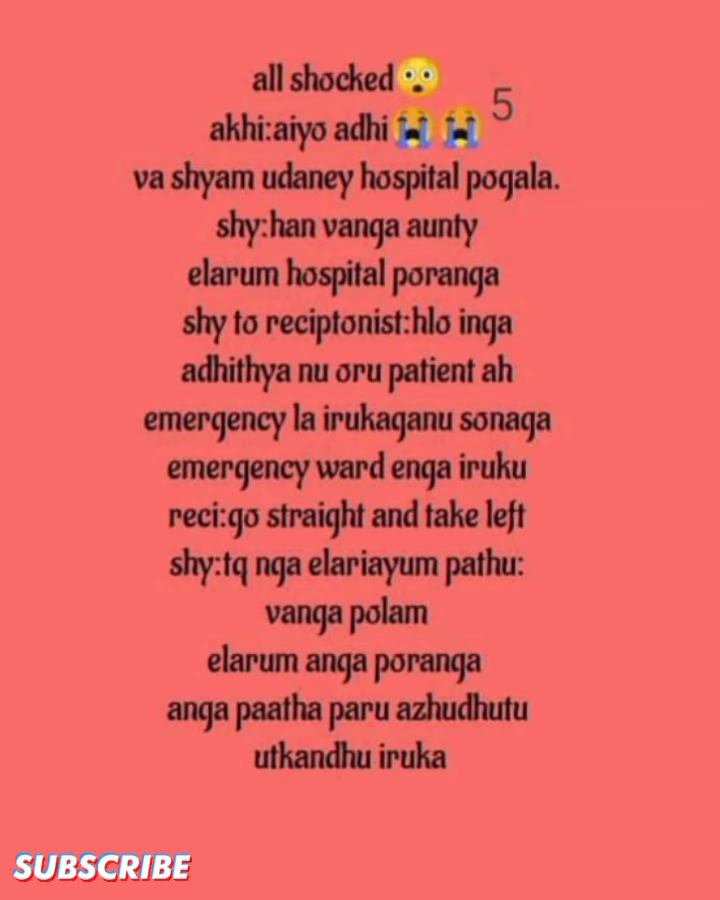 all shocked😳
5
akhi:aiyo adhi😭😭
va shyam udaney hospital pogala.
shy:han vanga aunty
elarum hospital poranga
shy to reciptonist:hlo inga
adhithya nu oru patient ah
emergency la irukaganu sonaga
emergency ward enga iruku
reci:go straight and take left
shy:tq nga elariayum pathu:
vanga polam
elarum anga poranga
anga paatha paru azhudhutu
utkandhu iruka
SUBSCRIBE